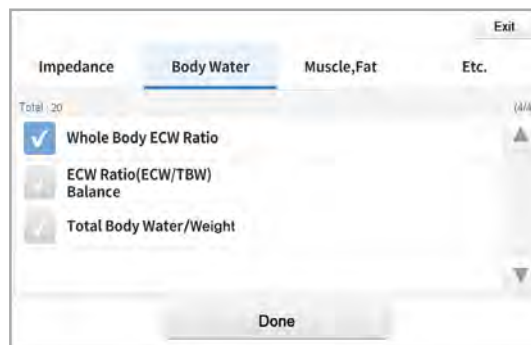 Exit
Impedance Body Water Muscle,Fat Etc.
Total : 20 (4/4
Whole Body ECW Ratio
ECW Ratio(ECW/TBW)
Balance
Total Body Water/Weight
Done